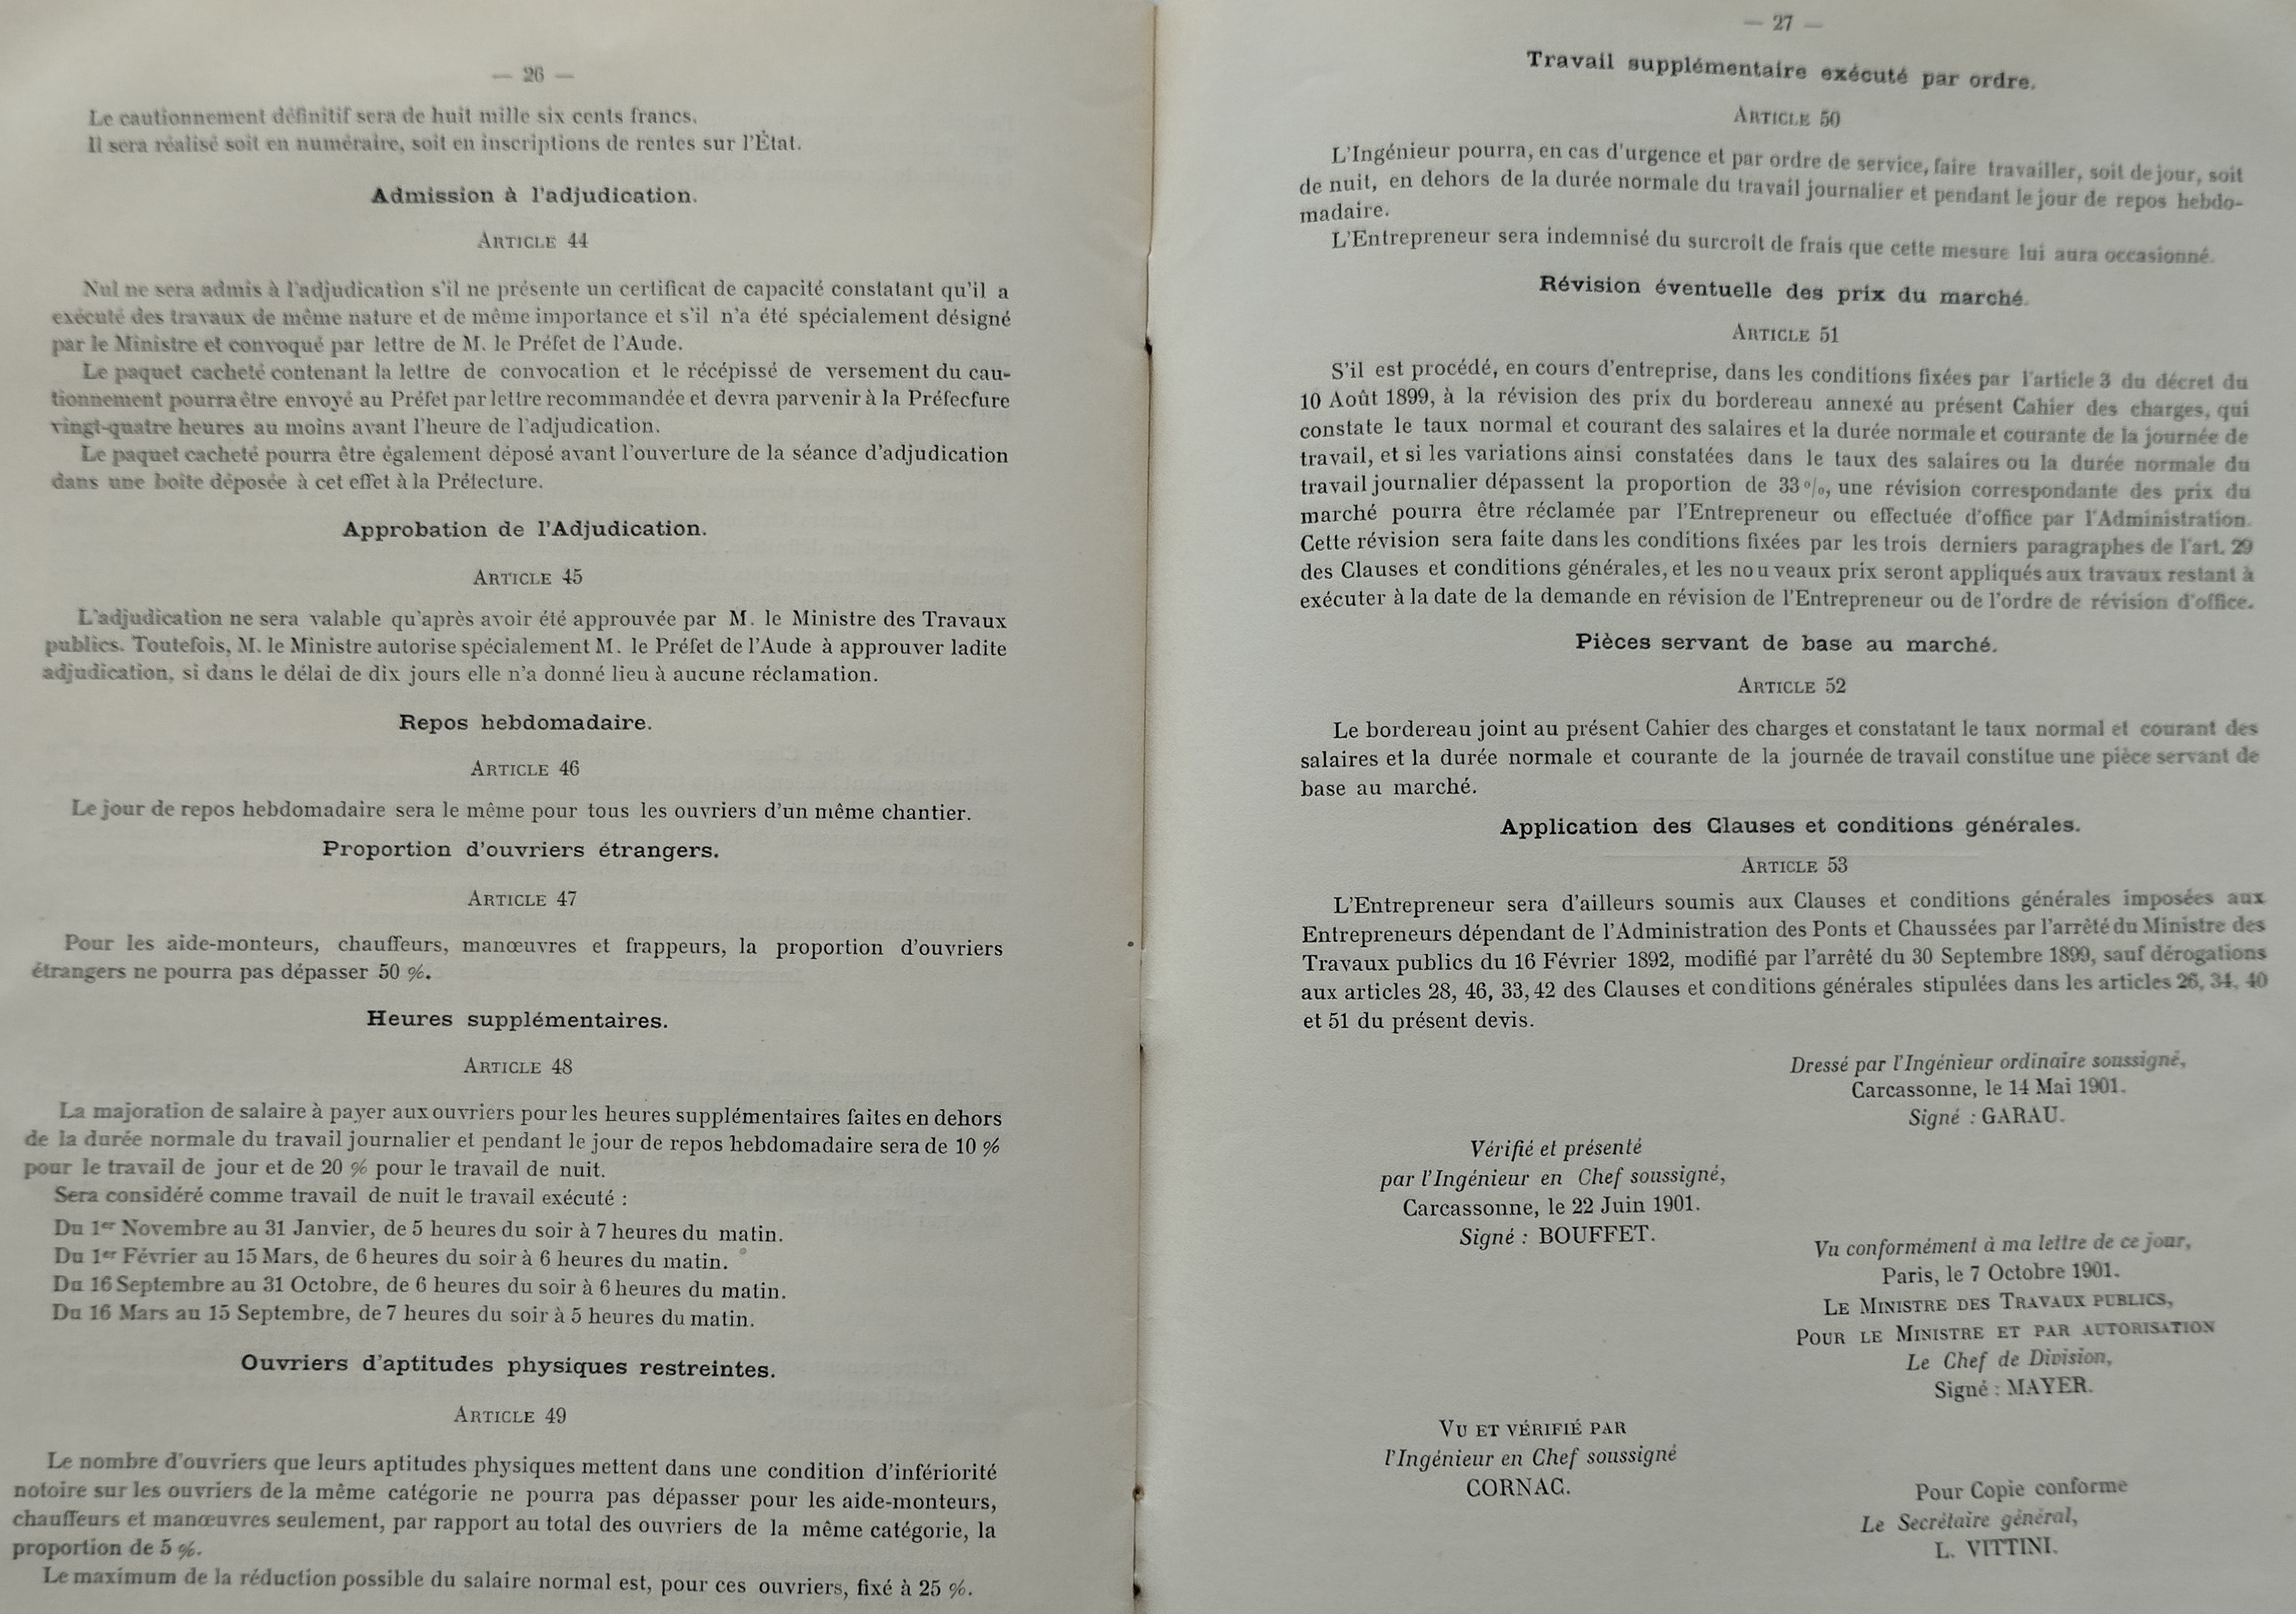 — 26 —
Le cautionnement définitif sera de huit mille six cents francs.
Il sera réalisé soit en numéraire, soit en inscriptions de rentes sur l'État.
Admission à l'adjudication.
ARTICLE 44
Nul ne sera admis à l'adjudication s'il ne présente un certificat de capacité constatant qu'il a
exécuté des travaux de même nature et de même importance et s'il n'a été spécialement désigné
par le Ministre et convoqué par lettre de M. le Préfet de l'Aude.
Le paquet cacheté contenant la lettre de convocation et le récépissé de versement du cau-
tionnement pourra être envoyé au Préfet par lettre recommandée et devra parvenir à la Préfecfure
vingt-quatre heures au moins avant l'heure de l'adjudication.
Le paquet cacheté pourra être également déposé avant l'ouverture de la séance d'adjudication
dans une boîte déposée à cet effet à la Préfecture.
Approbation de l'Adjudication.
ARTICLE 45
L'adjudication ne sera valable qu'après avoir été approuvée par M. le Ministre des Travaux
publics. Toutefois, M. le Ministre autorise spécialement M. le Préfet de l'Aude à approuver ladite
adjudication, si dans le délai de dix jours elle n'a donné lieu à aucune réclamation.
Repos hebdomadaire.
ARTICLE 46
Le jour de repos hebdomadaire sera le même pour tous les ouvriers d'un même chantier.
Proportion d'ouvriers étrangers.
ARTICLE 47
Pour les aide-monteurs, chauffeurs, manœuvres et frappeurs, la proportion d'ouvriers
étrangers ne pourra pas dépasser 50 %.
Heures supplémentaires.
ARTICLE 48
La majoration de salaire à payer aux ouvriers pour les heures supplémentaires faites en dehors
de la durée normale du travail journalier et pendant le jour de repos hebdomadaire sera de 10 %
pour le travail de jour et de 20 % pour le travail de nuit.
Sera considéré comme travail de nuit le travail exécuté :
Du 1er Novembre au 31 Janvier, de 5 heures du soir à 7 heures du matin.
Du 1er Février au 15 Mars, de 6 heures du soir à 6 heures du matin.
Du 16 Septembre au 31 Octobre, de 6 heures du soir à 6 heures du matin.
Du 16 Mars au 15 Septembre, de 7 heures du soir à 5 heures du matin.
Ouvriers d'aptitudes physiques restreintes.
ARTICLE 49
Le nombre d'ouvriers que leurs aptitudes physiques mettent dans une condition d'infériorité
notoire sur les ouvriers de la même catégorie ne pourra pas dépasser pour les aide-monteurs,
chauffeurs et manœuvres seulement, par rapport au total des ouvriers de la même catégorie, la
proportion de 5 %.
Le maximum de la réduction possible du salaire normal est, pour ces ouvriers, fixé à 25 %.
— 27 —
Travail supplémentaire exécuté par ordre.
ARTICLE 50
L'Ingénieur pourra, en cas d'urgence et par ordre de service, faire travailler, soit de jour, soit
de nuit, en dehors de la durée normale du travail journalier et pendant le jour de repos hebdo-
madaire.
L'Entrepreneur sera indemnisé du surcroît de frais que cette mesure lui aura occasionné.
Révision éventuelle des prix du marché.
ARTICLE 51
S'il est procédé, en cours d'entreprise, dans les conditions fixées par l'article 3 du décret du
10 Août 1899, à la révision des prix du bordereau annexé au présent Cahier des charges, qui
constate le taux normal et courant des salaires et la durée normale et courante de la journée de
travail, et si les variations ainsi constatées dans le taux des salaires ou la durée normale du
travail journalier dépassent la proportion de 33 %, une révision correspondante des prix du
marché pourra être réclamée par l'Entrepreneur ou effectuée d'office par l'Administration.
Cette révision sera faite dans les conditions fixées par les trois derniers paragraphes de l'art. 29
des Clauses et conditions générales, et les nouveaux prix seront appliqués aux travaux restant à
exécuter à la date de la demande en révision de l'Entrepreneur ou de l'ordre de révision d'office.
Pièces servant de base au marché.
ARTICLE 52
Le bordereau joint au présent Cahier des charges et constatant le taux normal et courant des
salaires et la durée normale et courante de la journée de travail constitue une pièce servant de
base au marché.
Application des Clauses et conditions générales.
ARTICLE 53
L'Entrepreneur sera d'ailleurs soumis aux Clauses et conditions générales imposées aux
Entrepreneurs dépendant de l'Administration des Ponts et Chaussées par l'arrêté du Ministre des
Travaux publics du 16 Février 1892, modifié par l'arrêté du 30 Septembre 1899, sauf dérogations
aux articles 28, 46, 33, 42 des Clauses et conditions générales stipulées dans les articles 26, 34, 40
et 51 du présent devis.
Dressé par l'Ingénieur ordinaire soussigné,
Carcassonne, le 14 Mai 1901.
Signé : GARAU.
Vérifié et présenté
par l'Ingénieur en Chef soussigné,
Carcassonne, le 22 Juin 1901.
Signé : BOUFFET.
Vu conformément à ma lettre de ce jour,
Paris, le 7 Octobre 1901.
LE MINISTRE DES TRAVAUX PUBLICS,
POUR LE MINISTRE ET PAR AUTORISATION
Le Chef de Division,
Signé : MAYER.
VU ET VÉRIFIÉ PAR
l'Ingénieur en Chef soussigné
CORNAC.
Pour Copie conforme
Le Secrétaire général,
L. VITTINI.